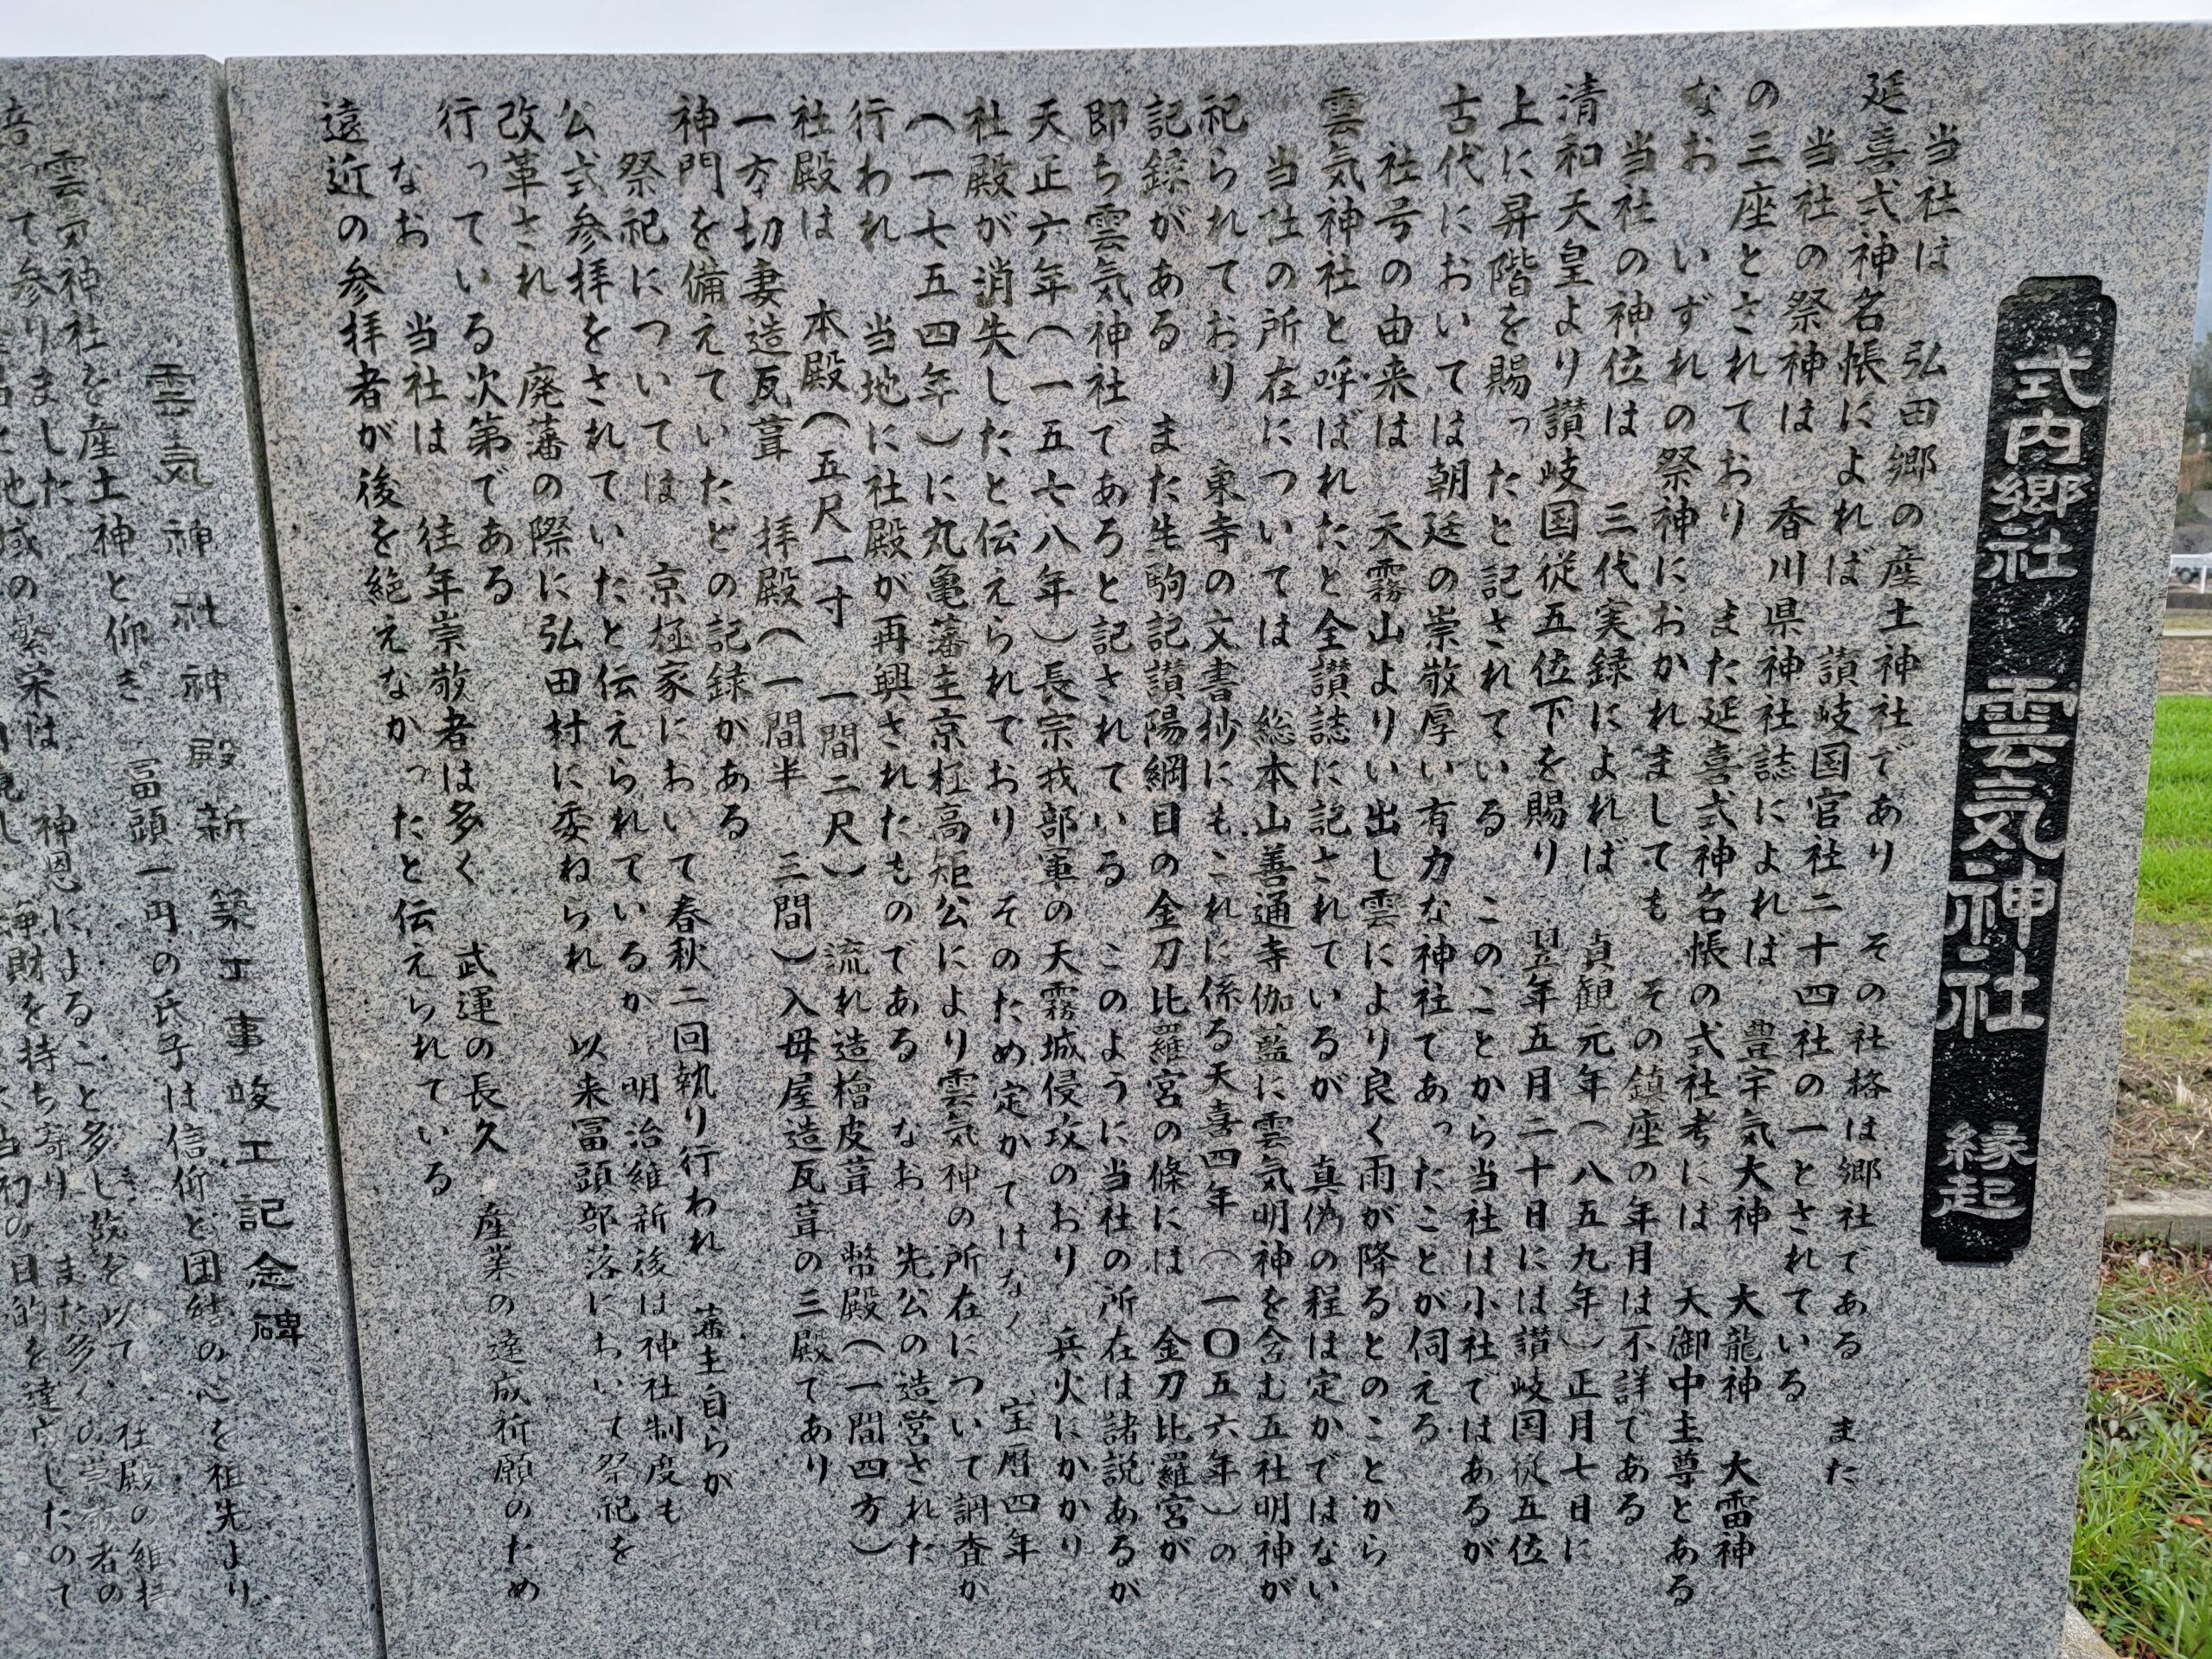 式内郷社 雲気神社 縁起
当社は 弘田郷の産土神社であり その社格は郷社である また
延喜式神名帳によれば 讃岐国官社二十四社の一とされている
当社の祭神は 香川県神社誌によれば 豊宇気大神 大龍神 大雷神
の三座とされており また延喜式神名帳の式社考には 天御中主尊とある
なお いずれの祭神におかれましても その鎮座の年月は不詳である
当社の神位は 三代実録によれば 貞観元年(八五九年)正月七日に
清和天皇より讃岐国従五位下を賜り 翌年五月二十日には讃岐国従五位
上に昇階を賜ったと記されている このことから当社は小社ではあるが
古代においては朝廷の崇敬厚い有力な神社であったことが伺える
社号の由来は 天霧山よりい出し雲により良く雨が降るとのことから
雲気神社と呼ばれたと全讃誌に記されているが 真偽の程は定かではない
当社の所在については 総本山善通寺伽藍に雲気明神を含む五社明神が
祀られており 東寺の文書抄にもこれに係る天喜四年(一〇五六年)の
記録がある また生駒記讃陽綱目の金刀比羅宮の條には 金刀比羅宮が
即ち雲気神社であろと記されている このように当社の所在は諸説あるが
天正六年(一五七八年)長宗我部軍の天霧城侵攻のおり 兵火にかかり
社殿が消失したと伝えられており そのため定かではなく 宝暦四年
(一七五四年)に丸亀藩主京極高矩公により雲気神の所在について調査が
行われ 当地に社殿が再興されたものである なお 先公の造営された
社殿は 本殿(五尺一寸 一間二尺) 流れ造檜皮葺 幣殿(一間四方)
一方切妻造瓦葺 拝殿(一間半 三間)入母屋造瓦葺の三殿であり
神門を備えていたとの記録がある
祭祀については 京極家において春秋二回執り行われ 藩主自らが
公式参拝をされていたと伝えられているが 明治維新後は神社制度も
改革され 廃藩の際に弘田村に委ねられ 以来冨頭部落において祭祀を
行っている次第である
なお 当社は 往年崇敬者は多く 武運の長久 産業の達成祈願のため
遠近の参拝者が後を絶えなかったと伝えられている
雲気神社神殿新築工事竣工記念碑
冨頭一円の氏子は信仰と団結の心を祖先より
雲気神社を産土神と仰ぎ
神恩によること多し 故を以て、社殿の維持